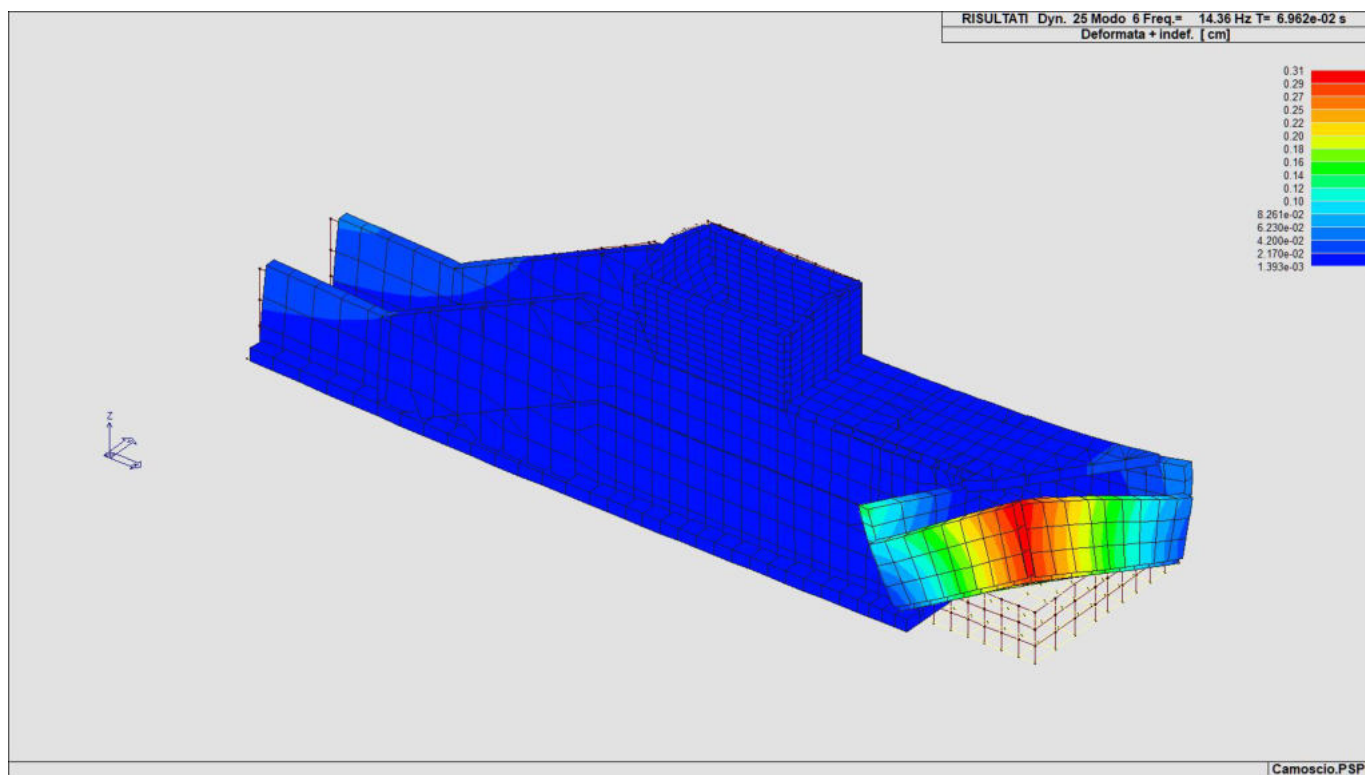 RISULTATI Dyn. 25 Modo 6 Freq.= 14.36 Hz T= 6.962e-02 s
Deformata + indef. [ cm]
0.31
0.29
0.27
0.25
0.22
0.20
0.18
0.16
0.14
0.12
0.10
8.261e-02
6.230e-02
4.200e-02
2.170e-02
1.393e-03
Z
Camoscio.PSP